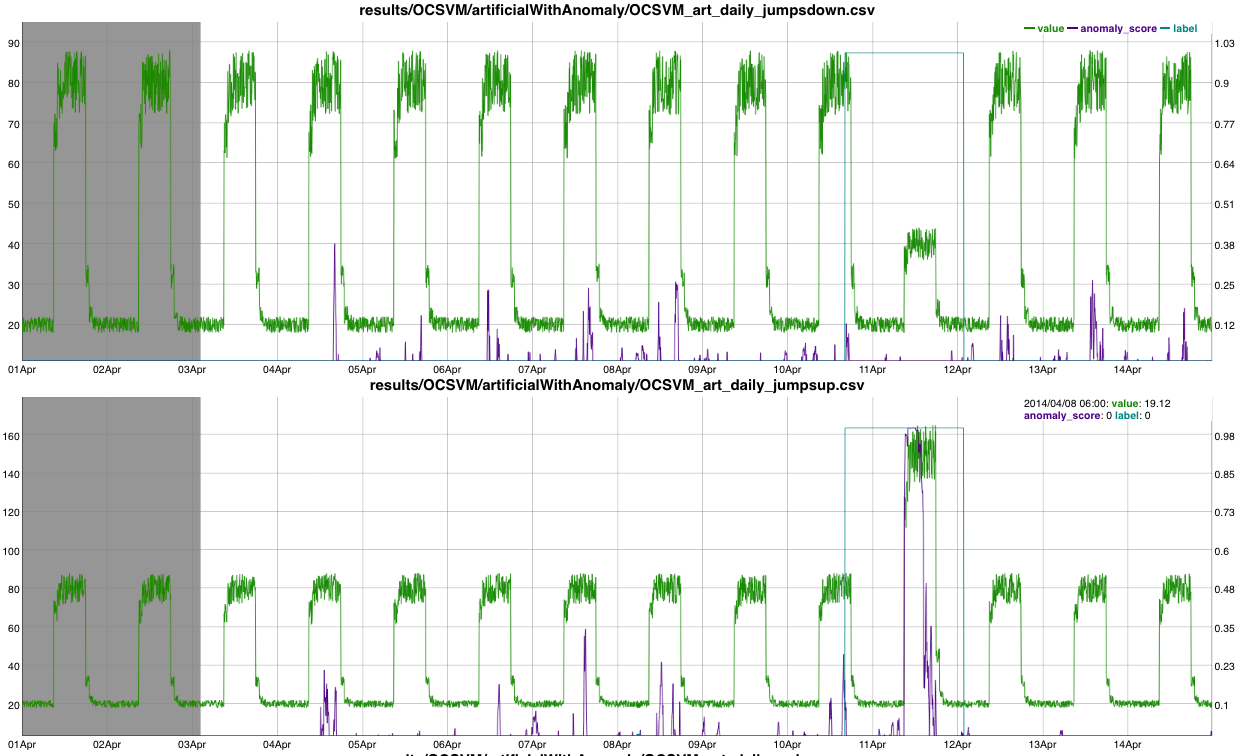 results/OCSVM/artificialWithAnomaly/OCSVM_art_daily_jumpsdown.csv
value anomaly_score label
90 1.03
80 0.9
70 0.77
60 0.64
50 0.51
40 0.38
30 0.25
20 0.12
01Apr 02Apr 03Apr 04Apr 05Apr 06Apr 07Apr 08Apr 09Apr 10Apr 11Apr 12Apr 13Apr 14Apr
results/OCSVM/artificialWithAnomaly/OCSVM_art_daily_jumpsup.csv
2014/04/08 06:00: value: 19.12
anomaly_score: 0 label: 0
160 0.98
140 0.85
120 0.73
100 0.6
80 0.48
60 0.35
40 0.23
20 0.1
01Apr 02Apr 03Apr 04Apr 05Apr 06Apr 07Apr 08Apr 09Apr 10Apr 11Apr 12Apr 13Apr 14Apr